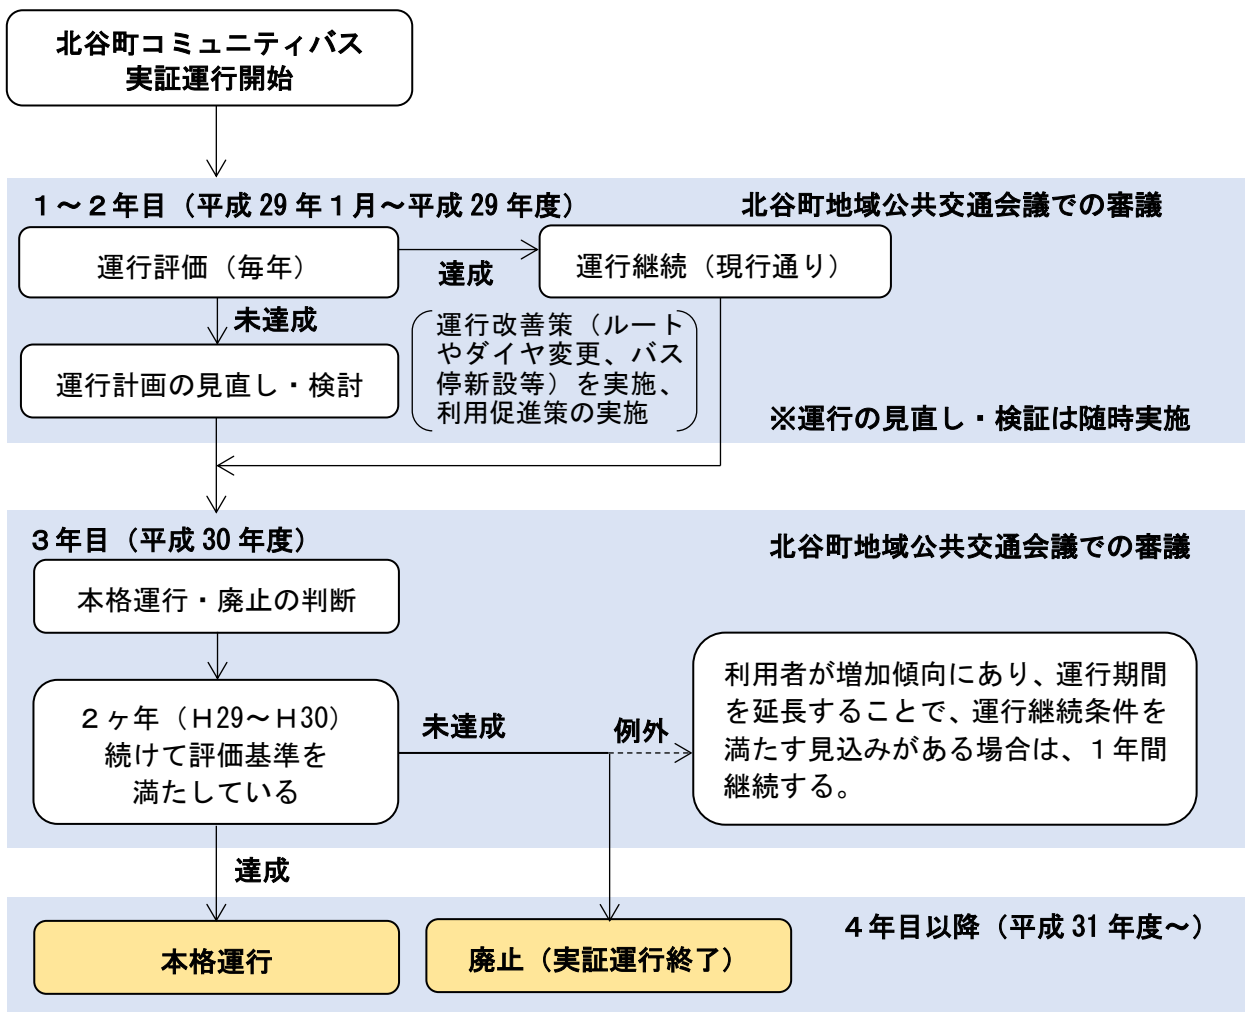 北谷町コミュニティバス
実証運行開始
１～２年目（平成 29 年１月～平成 29 年度）
北谷町地域公共交通会議での審議
運行評価（毎年）
達成
運行継続（現行通り）
未達成
運行改善策（ルート
やダイヤ変更、バス
停新設等）を実施、
利用促進策の実施
運行計画の見直し・検討
※運行の見直し・検証は随時実施
３年目（平成 30 年度）
北谷町地域公共交通会議での審議
本格運行・廃止の判断
２ヶ年（Ｈ29～Ｈ30）
続けて評価基準を
満たしている
未達成
例外
利用者が増加傾向にあり、運行期間
を延長することで、運行継続条件を
満たす見込みがある場合は、１年間
継続する。
達成
４年目以降（平成 31 年度～）
本格運行
廃止（実証運行終了）